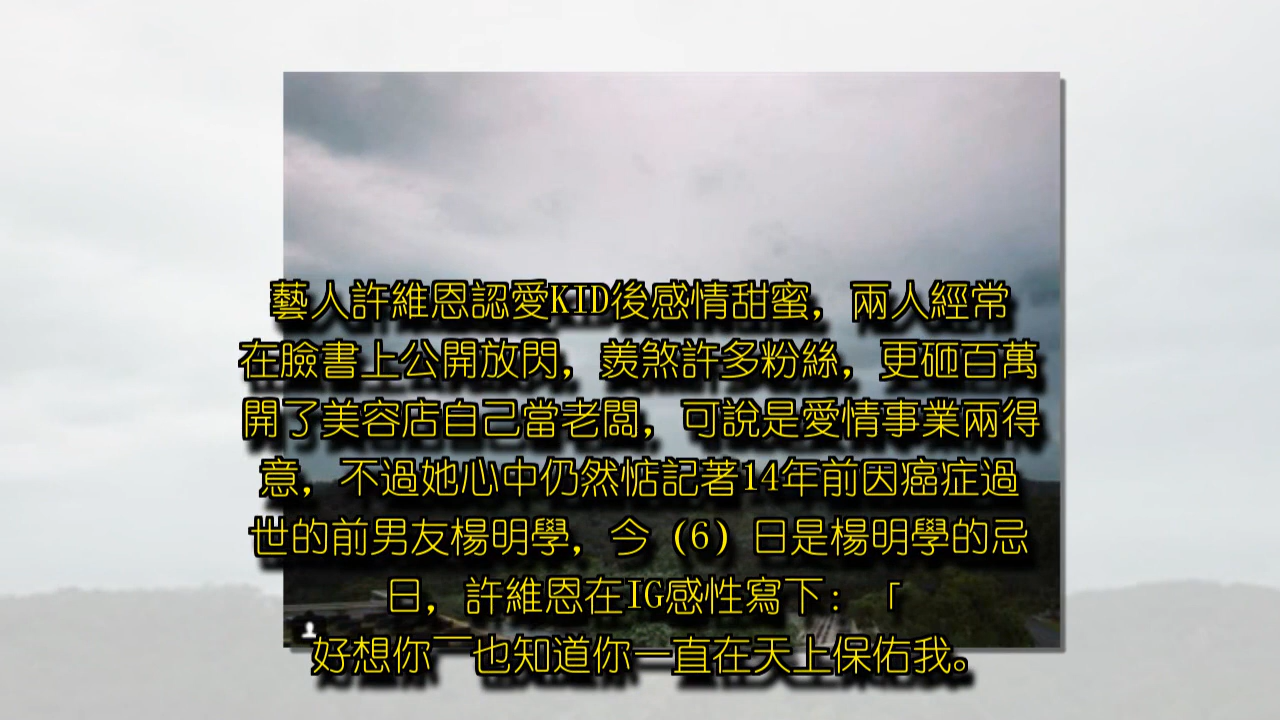 藝人許維恩認愛KID後感情甜蜜，兩人經常
在臉書上公開放閃，羨煞許多粉絲，更砸百萬
開了美容店自己當老闆，可說是愛情事業兩得
意，不過她心中仍然惦記著14年前因癌症過
世的前男友楊明學，今（6）日是楊明學的忌
日，許維恩在IG感性寫下：「
好想你￣也知道你一直在天上保佑我。